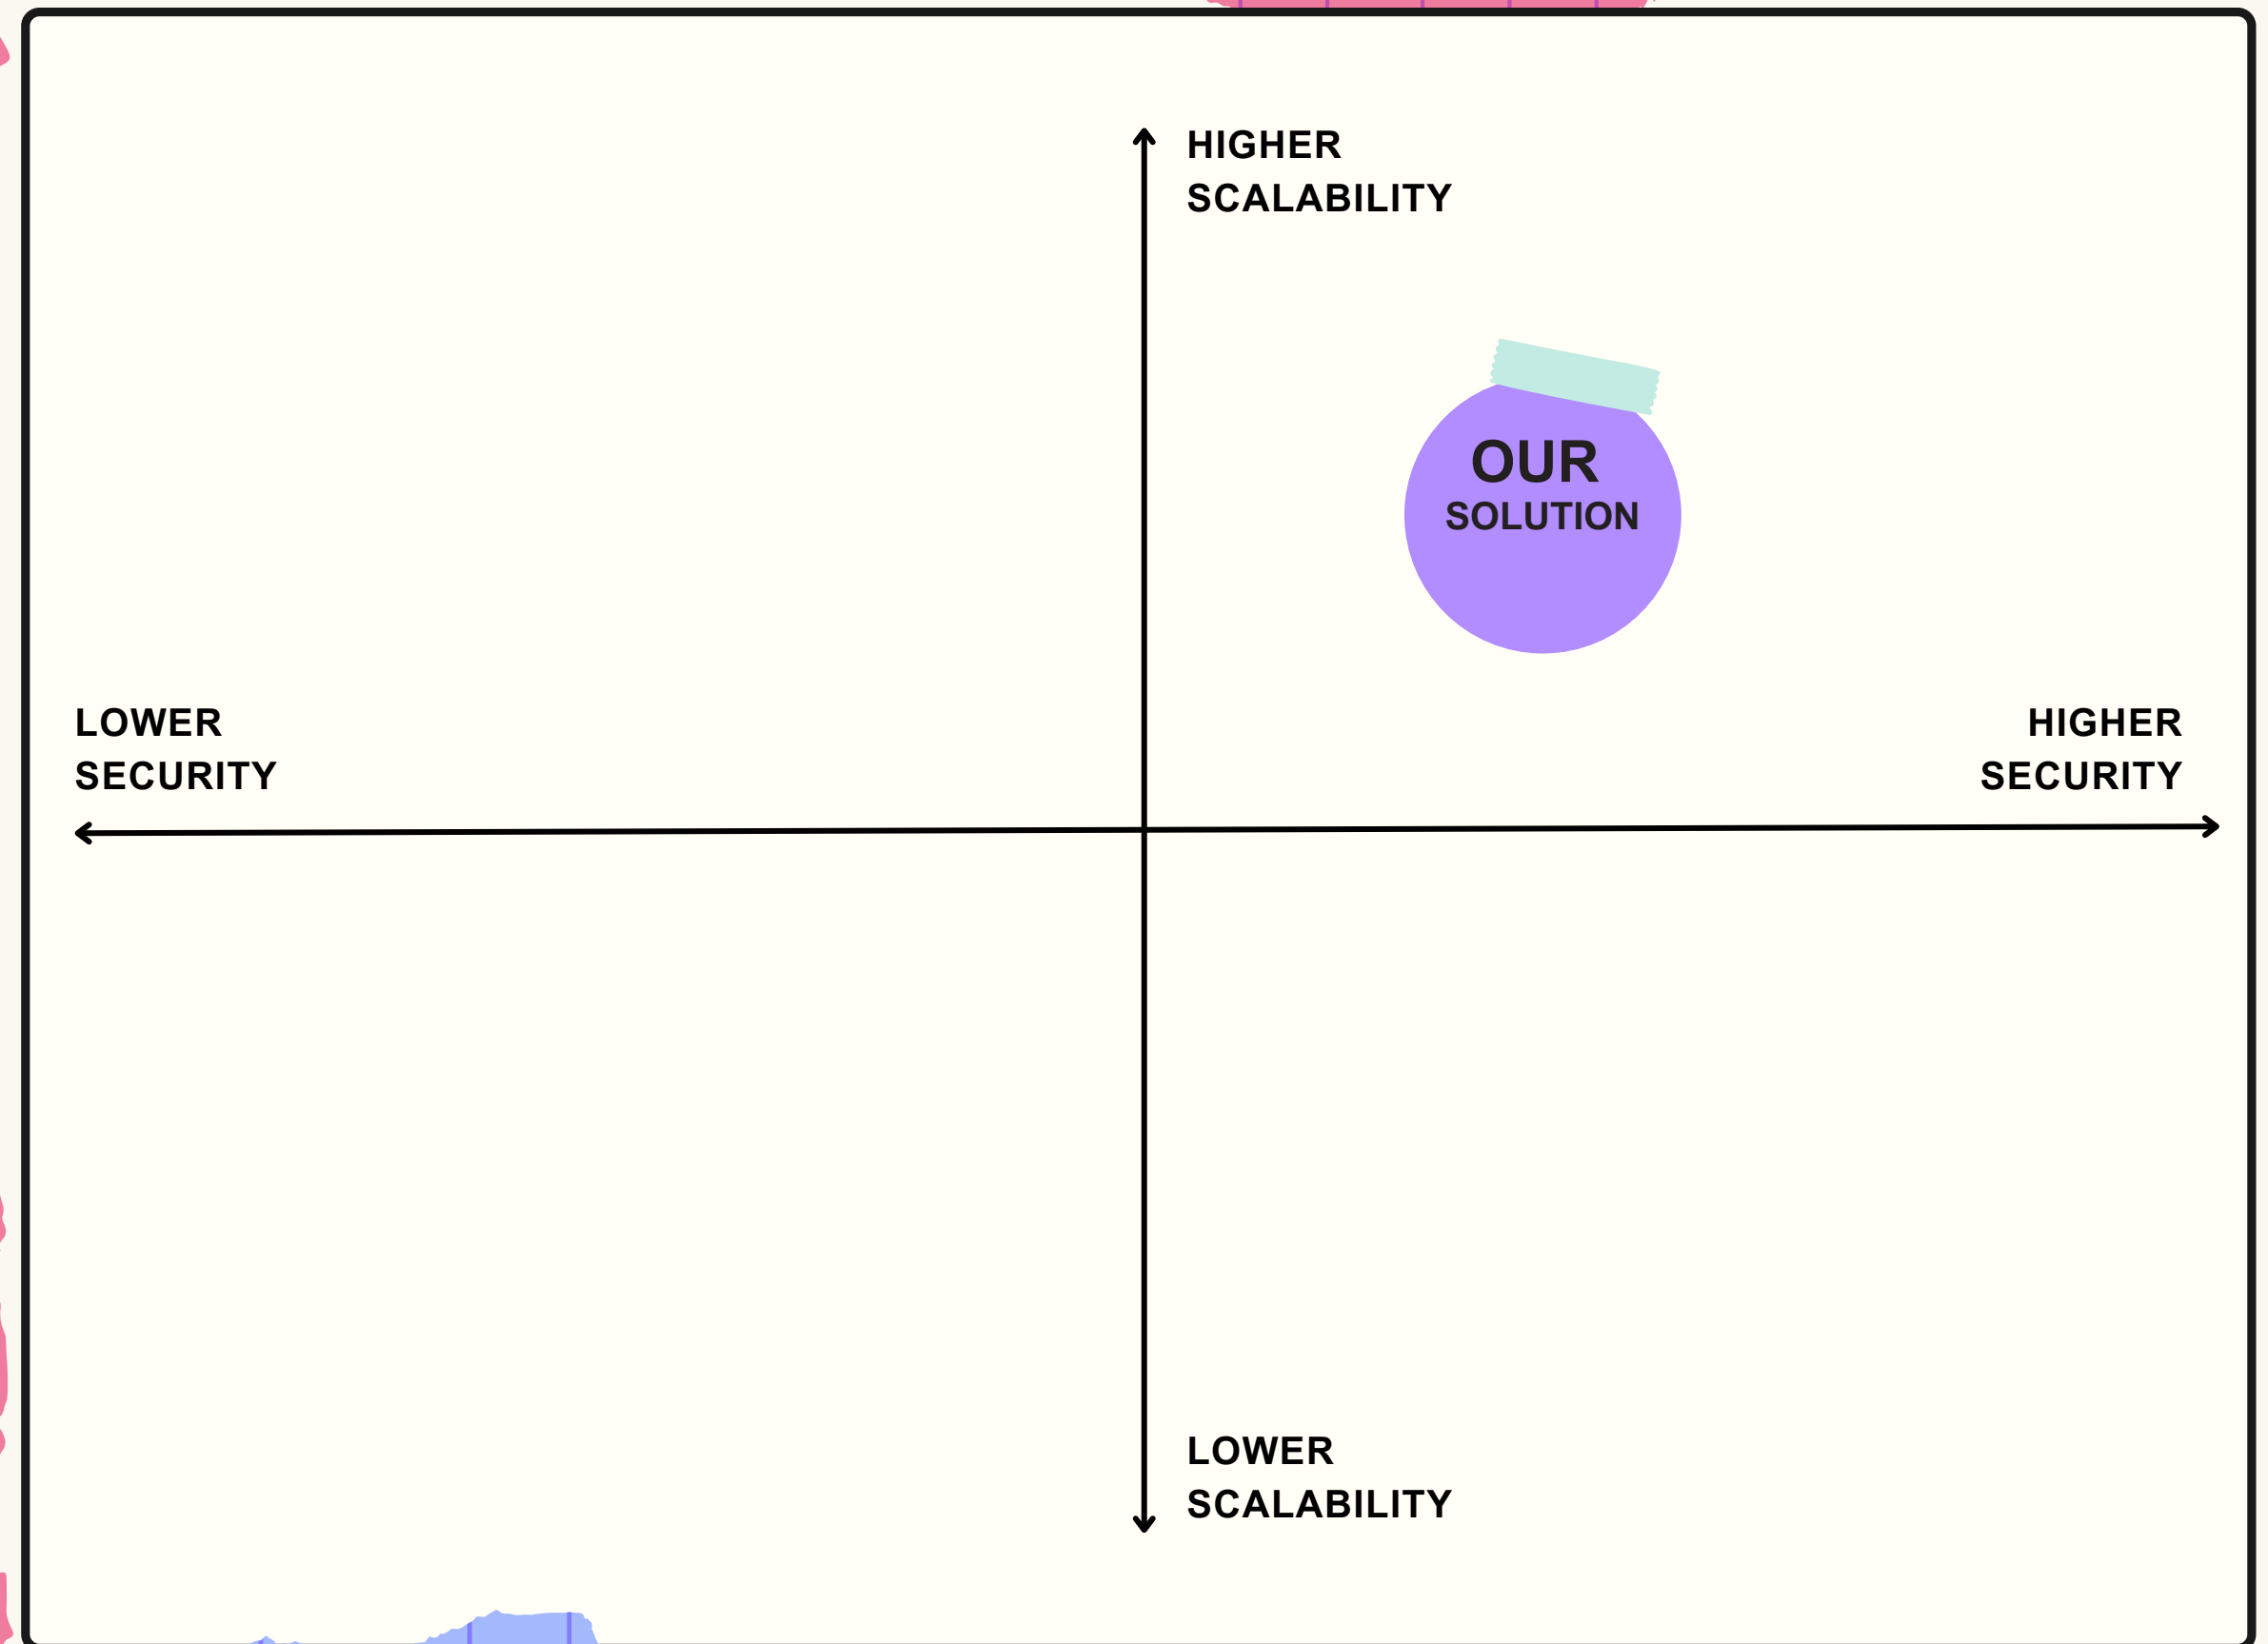 HIGHER
SCALABILITY
OUR
SOLUTION
LOWER
SECURITY
HIGHER
SECURITY
LOWER
SCALABILITY